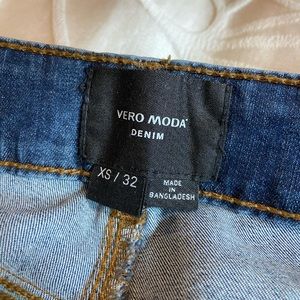 VERO MODA®
DENIM
XS / 32
MADE
IN
BANGLADESH